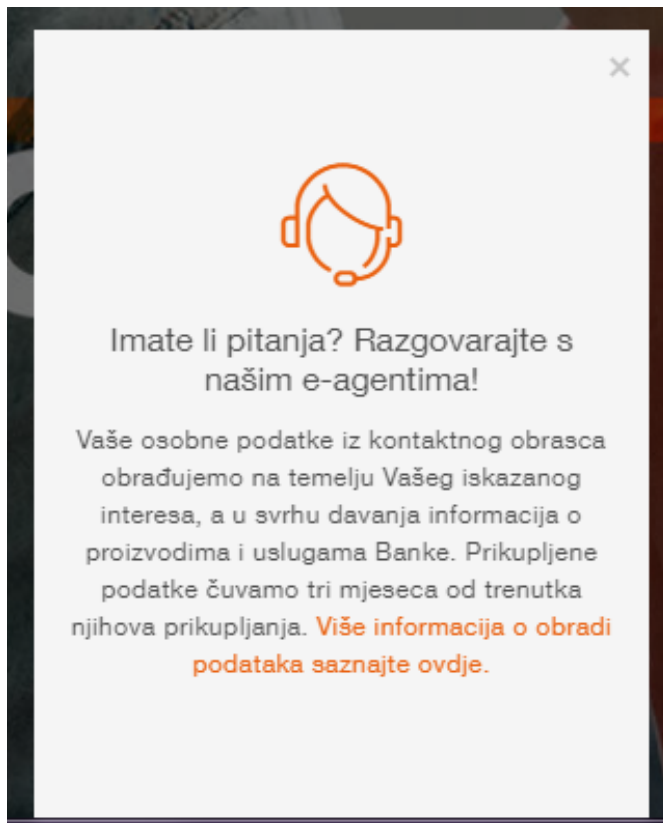 Imate li pitanja? Razgovarajte s
našim e-agentima!
Vaše osobne podatke iz kontaktnog obrasca
obrađujemo na temelju Vašeg iskazanog
interesa, a u svrhu davanja informacija o
proizvodima i uslugama Banke. Prikupljene
podatke čuvamo tri mjeseca od trenutka
njihova prikupljanja. Više informacija o obradi
podataka saznajte ovdje.